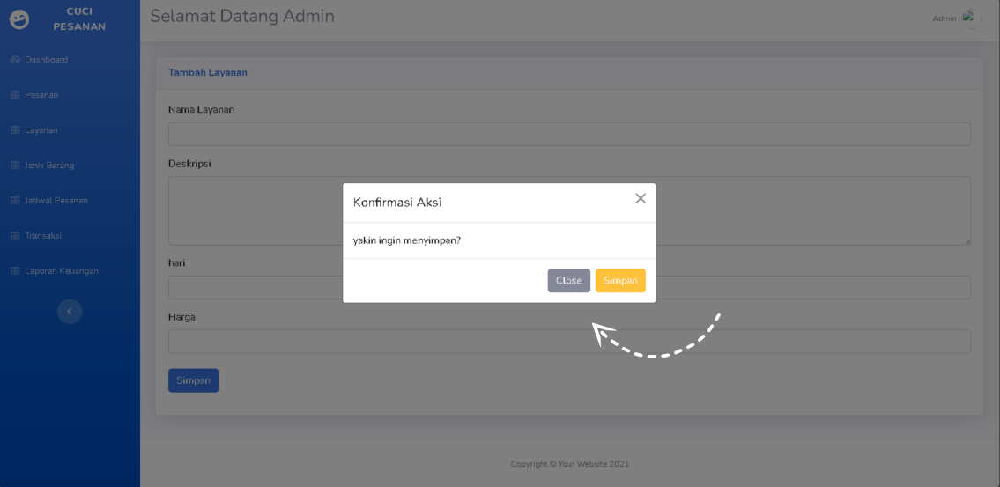 CUCI
PESANAN
Selamat Datang Admin
Admin
Dashboard
Pesanan
Layanan
Jenis Barang
Jadwal Pesanan
Transaksi
Laporan Keuangan
Tambah Layanan
Nama Layanan
Deskripsi
hari
Harga
Simpan
Konfirmasi Aksi
yakin ingin menyimpan?
Close
Simpan
Copyright © Your Website 2021